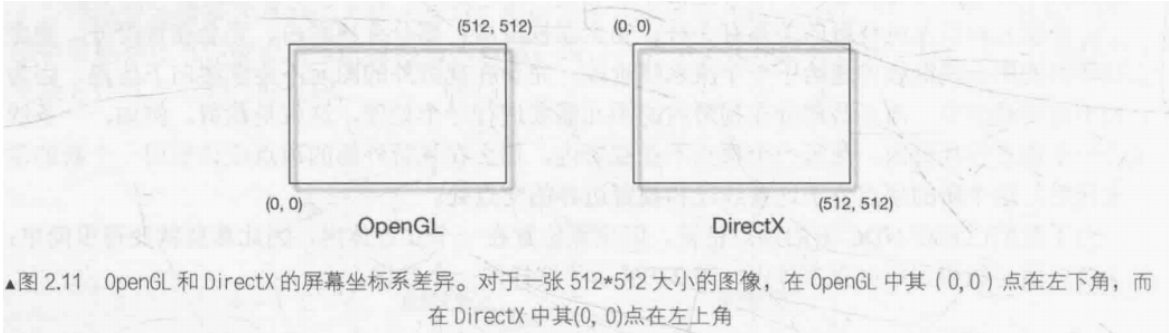 (512, 512)
(0, 0)
(0, 0)
OpenGL
(512, 512)
DirectX
▲图 2.11 OpenGL 和 DirectX 的屏幕坐标系差异。对于一张 512*512 大小的图像，在 OpenGL 中其（0,0）点在左下角，而
在 DirectX 中其(0, 0)点在左上角